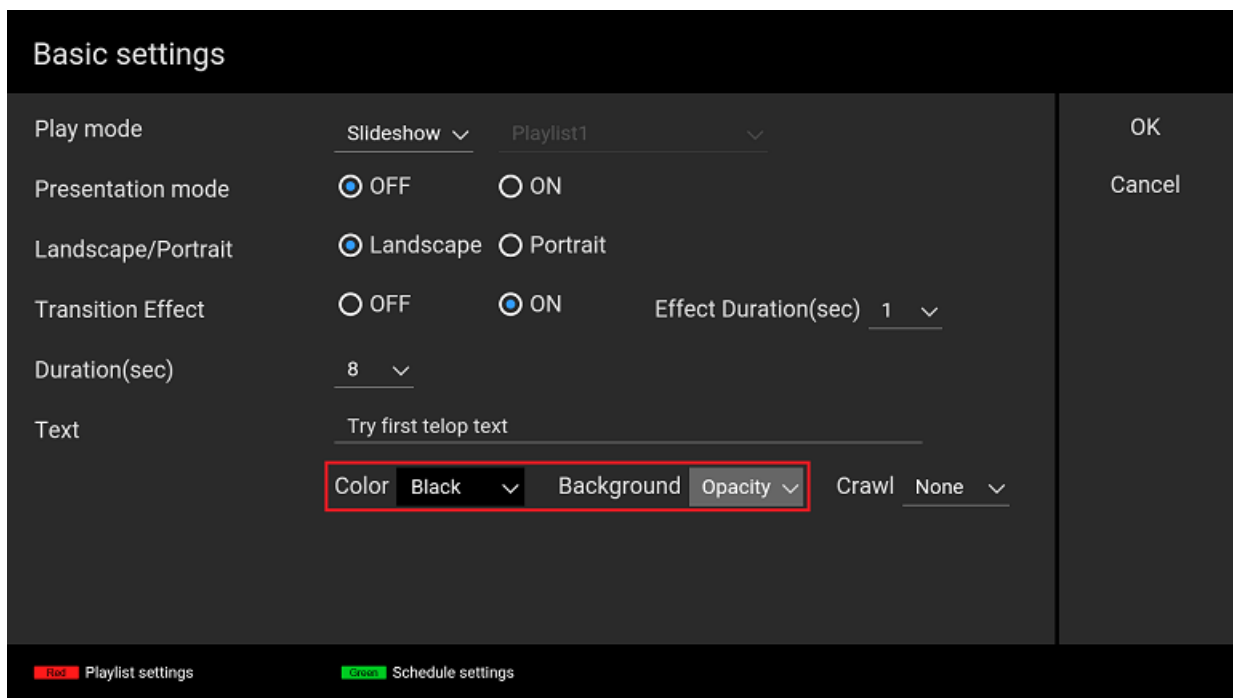 Basic settings
Play mode Slideshow Playlist1 OK
Presentation mode OFF ON Cancel
Landscape/Portrait Landscape Portrait
Transition Effect OFF ON Effect Duration(sec) 1
Duration(sec) 8
Text Try first telop text
Color Black Background Opacity Crawl None
Red Playlist settings Green Schedule settings